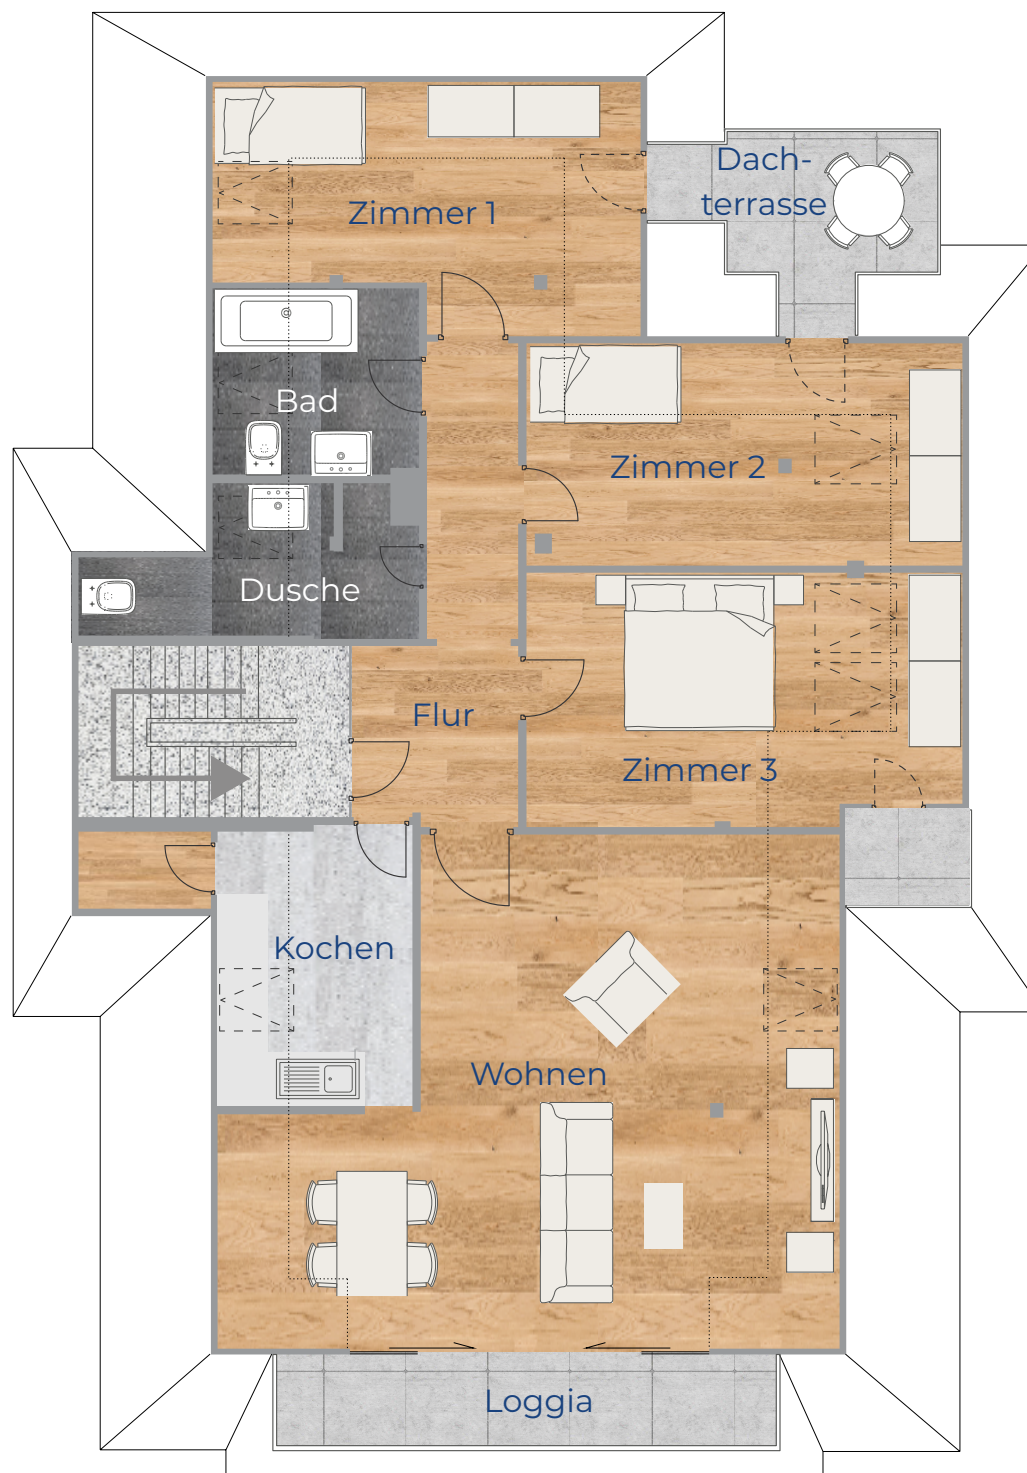 Dach-
terrasse
Zimmer 1
Bad
Zimmer 2
Dusche
Flur
Zimmer 3
Kochen
Wohnen
Loggia